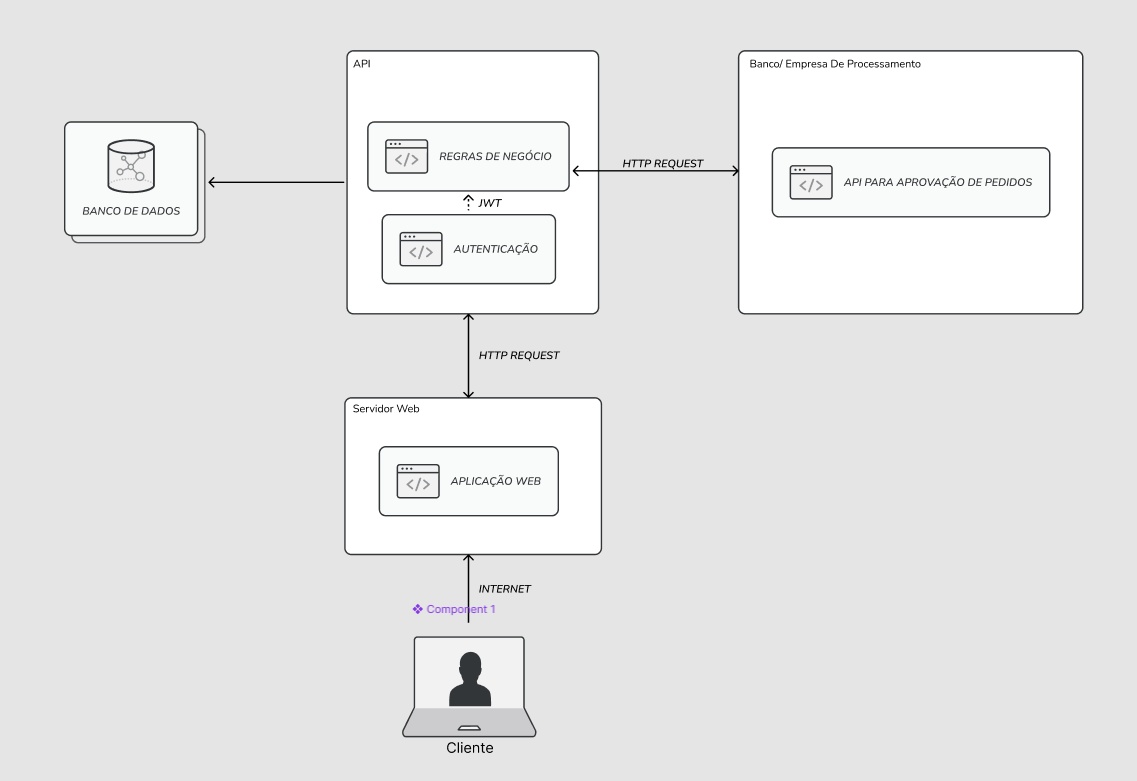 API
Banco/ Empresa De Processamento
REGRAS DE NEGÓCIO
HTTP REQUEST
API PARA APROVAÇÃO DE PEDIDOS
BANCO DE DADOS
JWT
AUTENTICAÇÃO
HTTP REQUEST
Servidor Web
APLICAÇÃO WEB
INTERNET
Component 1
Cliente